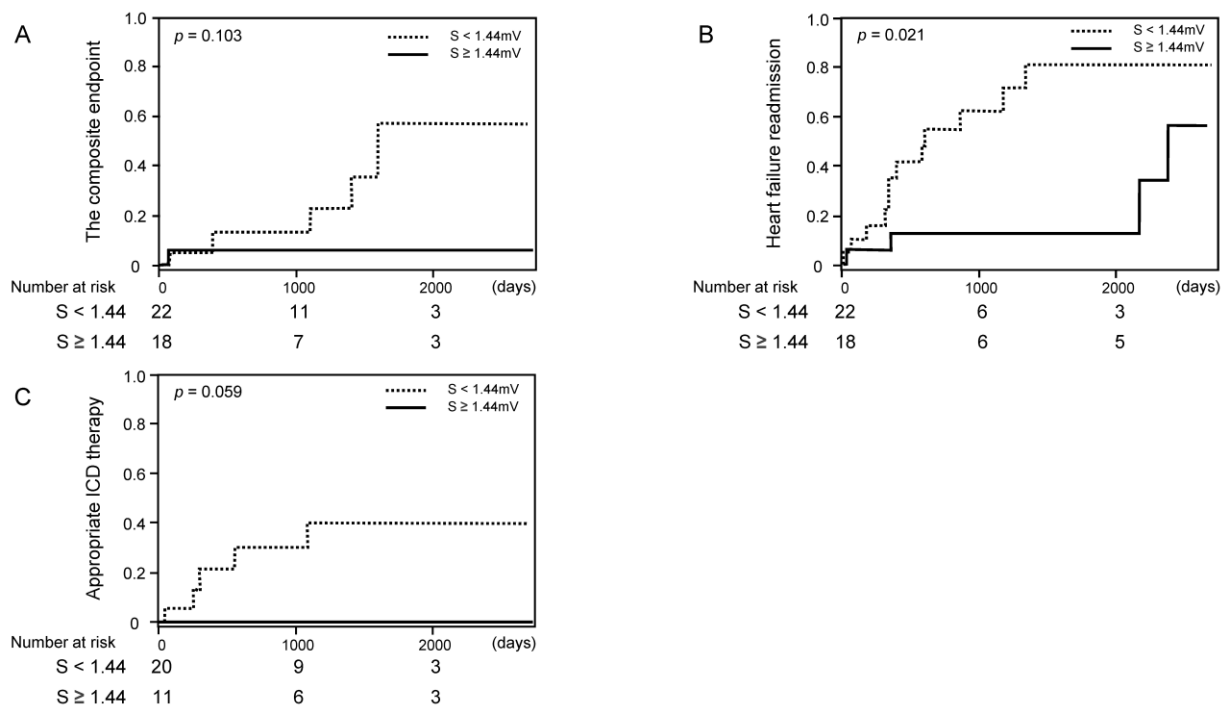 A
The composite endpoint
1.0
0.8
0.6
0.4
0.2
0
p = 0.103
S < 1.44mV
S ≥ 1.44mV
0 1000 2000 (days)
Number at risk
S < 1.44 22 11 3
S ≥ 1.44 18 7 3
B
Heart failure readmission
1.0
0.8
0.6
0.4
0.2
0
p = 0.021
S < 1.44mV
S ≥ 1.44mV
0 1000 2000 (days)
Number at risk
S < 1.44 22 6 3
S ≥ 1.44 18 6 5
C
Appropriate ICD therapy
1.0
0.8
0.6
0.4
0.2
0
p = 0.059
S < 1.44mV
S ≥ 1.44mV
0 1000 2000 (days)
Number at risk
S < 1.44 20 9 3
S ≥ 1.44 11 6 3